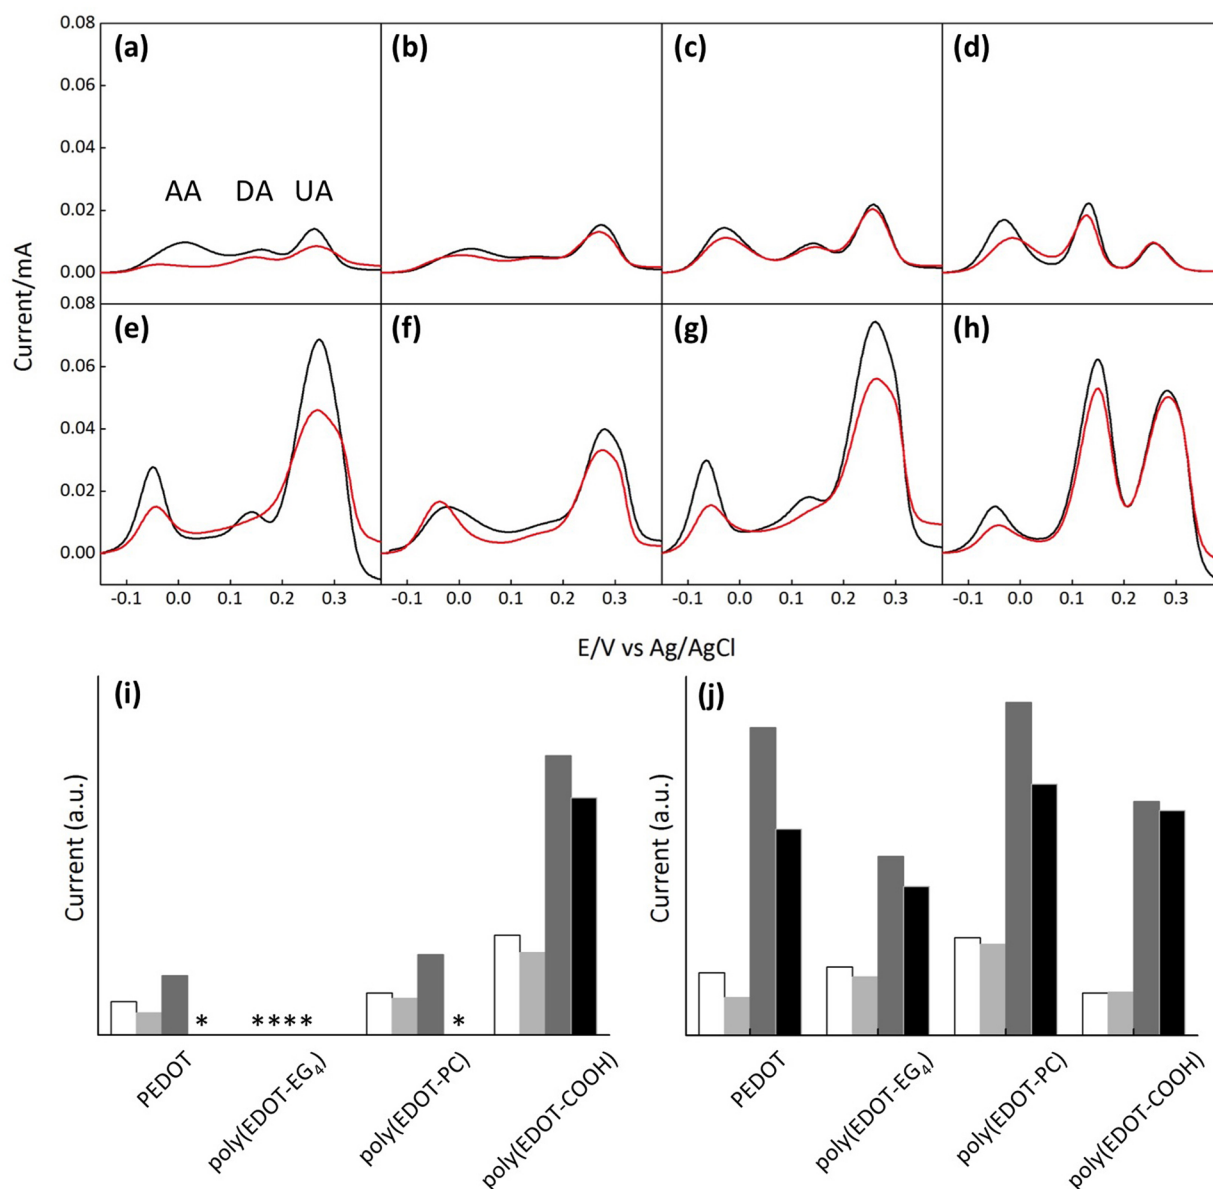 (a) (b) (c) (d)
0.08
0.06
0.04
0.02
0.00
AA DA UA
Current/mA
(e) (f) (g) (h)
0.08
0.06
0.04
0.02
0.00
-0.1 0.0 0.1 0.2 0.3 -0.1 0.0 0.1 0.2 0.3 -0.1 0.0 0.1 0.2 0.3 -0.1 0.0 0.1 0.2 0.3
E/V vs Ag/AgCl
(i)
Current (a.u.)
* **** *
PEDOT
poly(EDOT-EG₄)
poly(EDOT-PC)
poly(EDOT-COOH)
(j)
Current (a.u.)
PEDOT
poly(EDOT-EG₄)
poly(EDOT-PC)
poly(EDOT-COOH)